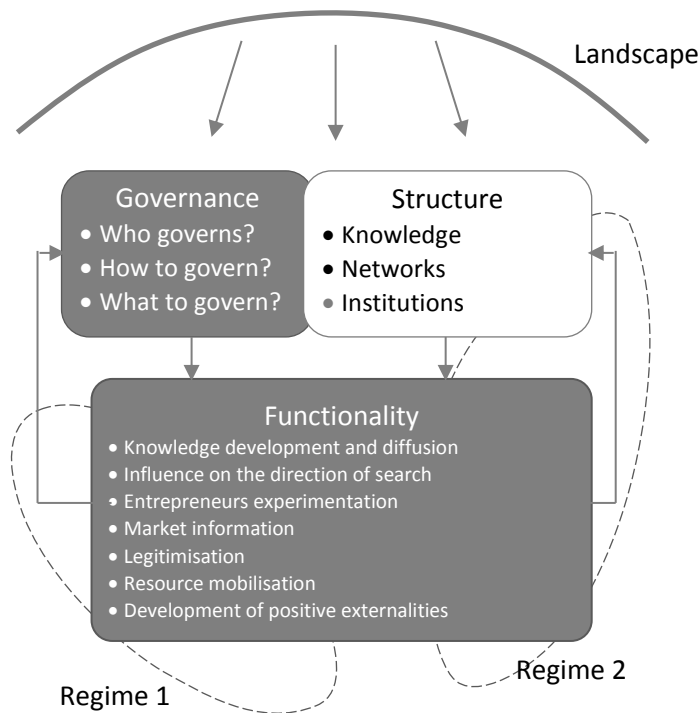 Landscape
Governance
• Who governs?
• How to govern?
• What to govern?
Structure
• Knowledge
• Networks
• Institutions
Functionality
• Knowledge development and diffusion
• Influence on the direction of search
• Entrepreneurs experimentation
• Market information
• Legitimisation
• Resource mobilisation
• Development of positive externalities
Regime 1
Regime 2